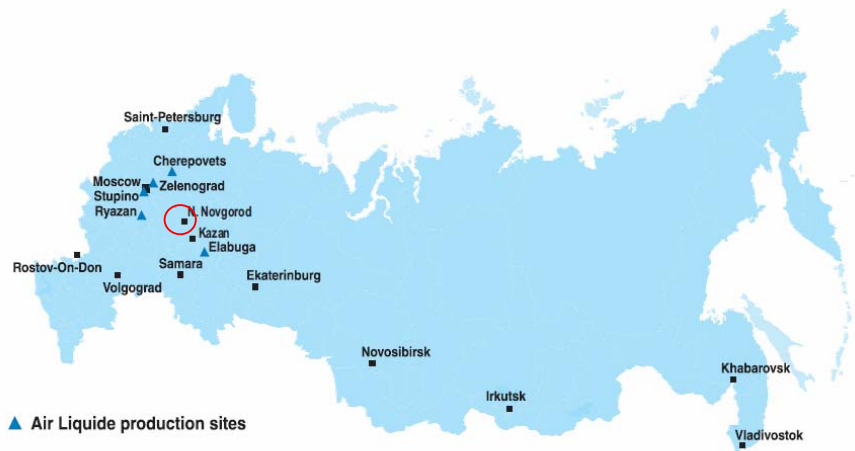 Saint-Petersburg
Cherepovets
Moscow
Zelenograd
Stupino
Ryazan
N. Novgorod
Kazan
Elabuga
Rostov-On-Don
Samara
Ekaterinburg
Volgograd
Novosibirsk
Khabarovsk
Irkutsk
Air Liquide production sites
Vladivostok